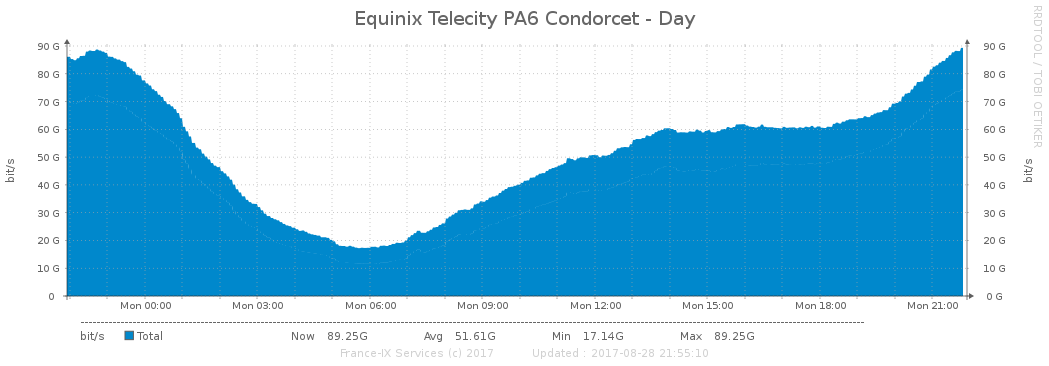 Equinix Telecity PA6 Condorcet - Day
RRDTOOL / TOBI OETIKER
90 G 90 G
80 G 80 G
70 G 70 G
60 G 60 G
50 G 50 G
bit/s bit/s
40 G 40 G
30 G 30 G
20 G 20 G
10 G 10 G
0 0 G
Mon 00:00 Mon 03:00 Mon 06:00 Mon 09:00 Mon 12:00 Mon 15:00 Mon 18:00 Mon 21:00
bit/s Total Now 89.25G Avg 51.61G Min 17.14G Max 89.25G
France-IX Services (c) 2017 Updated : 2017-08-28 21:55:10